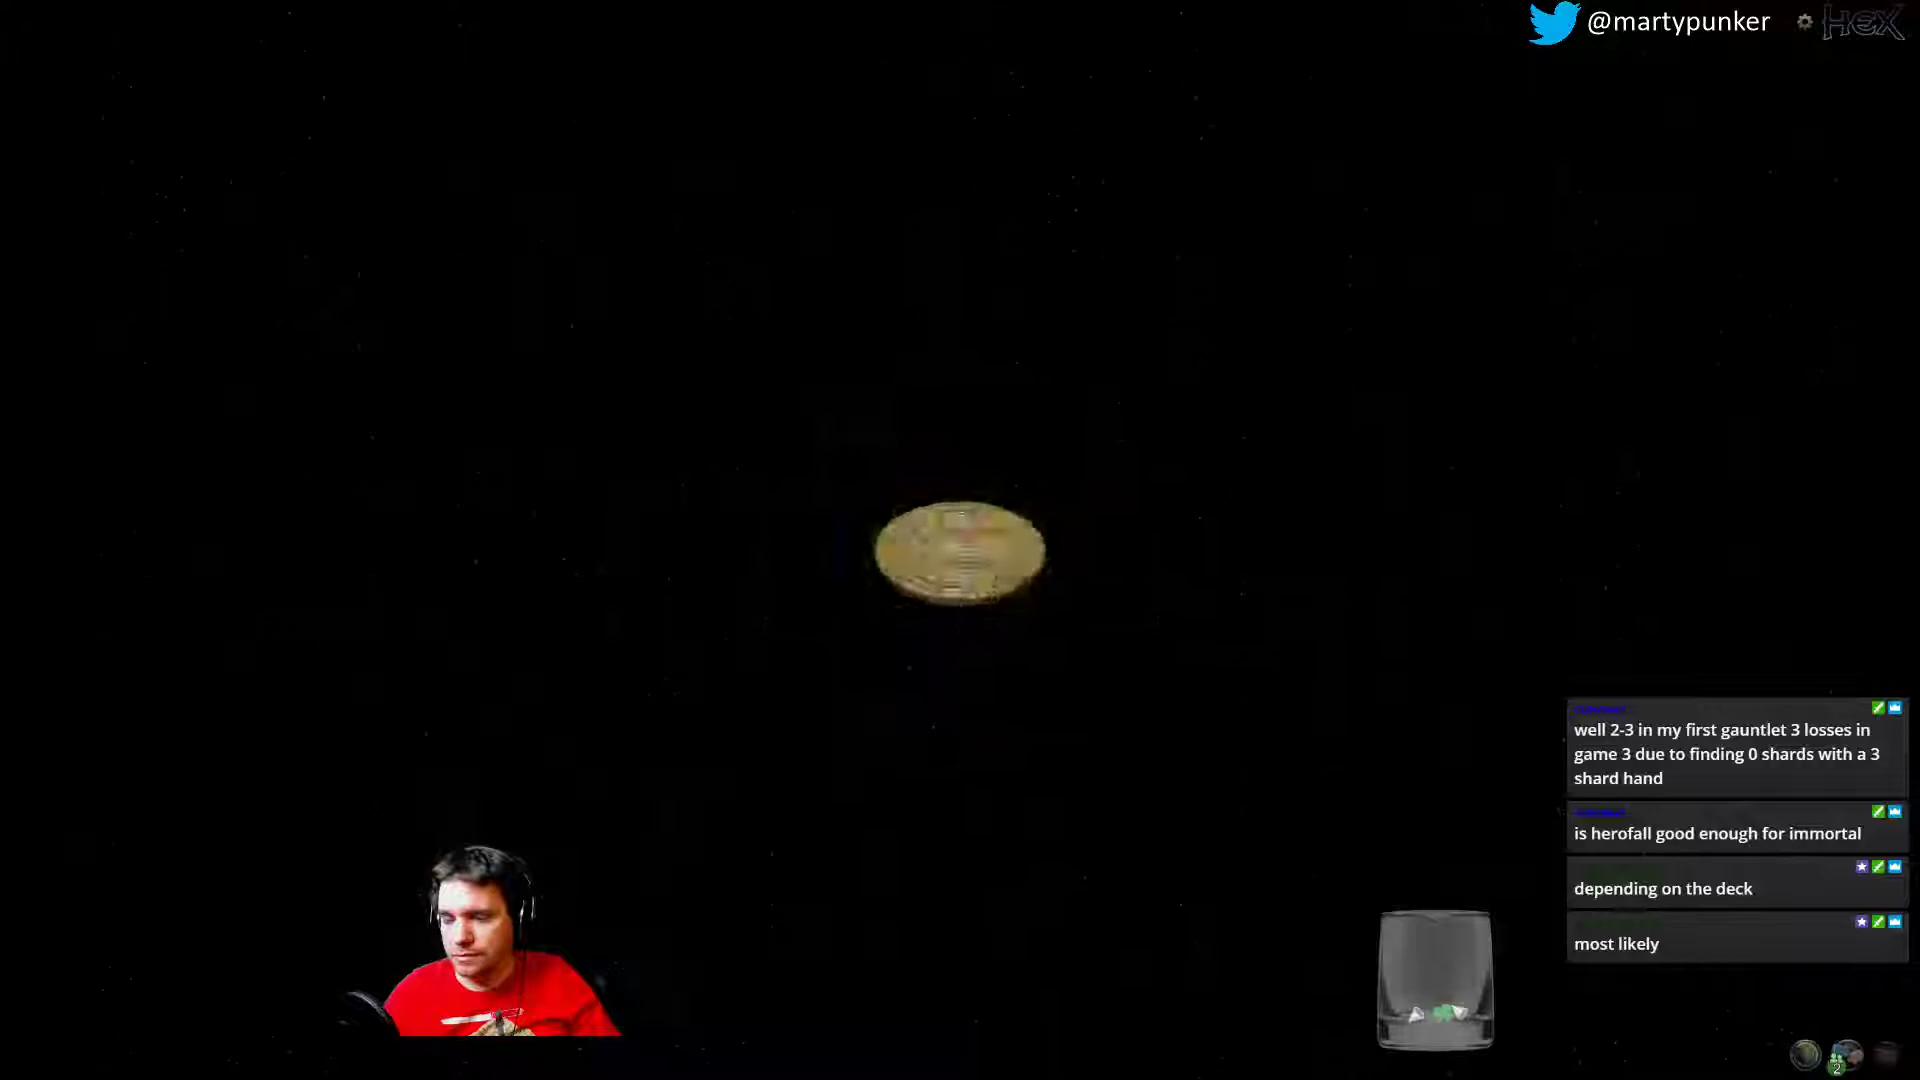 @martypunker
HEX
well 2-3 in my first gauntlet 3 losses in
game 3 due to finding 0 shards with a 3
shard hand
is herofall good enough for immortal
depending on the deck
most likely
2